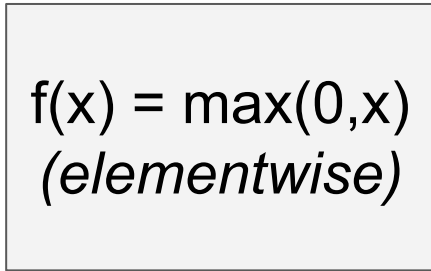 f(x) = max(0,x)
(elementwise)